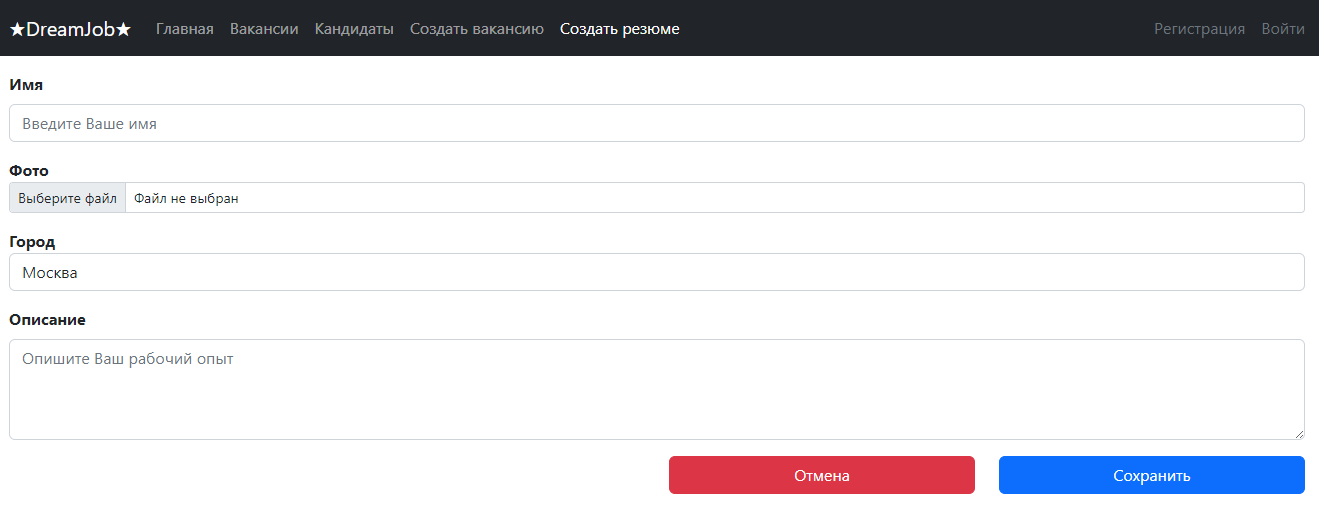 ★DreamJob★ Главная Вакансии Кандидаты Создать вакансию Создать резюме Регистрация Войти
Имя
Введите Ваше имя
Фото
Выберите файл Файл не выбран
Город
Москва
Описание
Опишите Ваш рабочий опыт
Отмена Сохранить